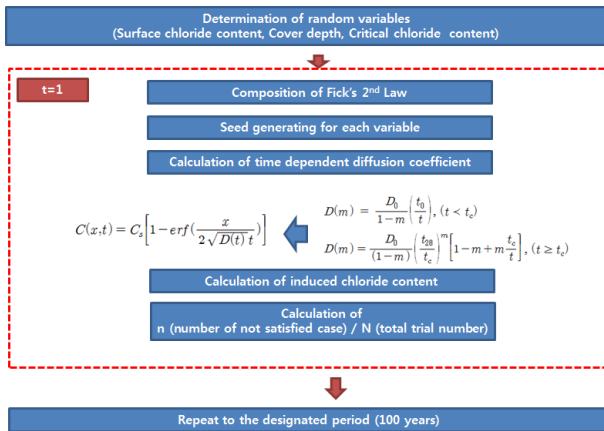 Determination of random variables
(Surface chloride content, Cover depth, Critical chloride content)
t=1
Composition of Fick's 2nd Law
Seed generating for each variable
Calculation of time dependent diffusion coefficient
C(x,t) = C_s[1-erf(x/(2√D(t) t))]
D(m) = D_0/(1-m) (t_0/t), (t < t_c)
D(m) = D_0/(1-m) (t_28/t_c)^m [1-m+m t_c/t], (t ≥ t_c)
Calculation of induced chloride content
Calculation of
n (number of not satisfied case) / N (total trial number)
Repeat to the designated period (100 years)